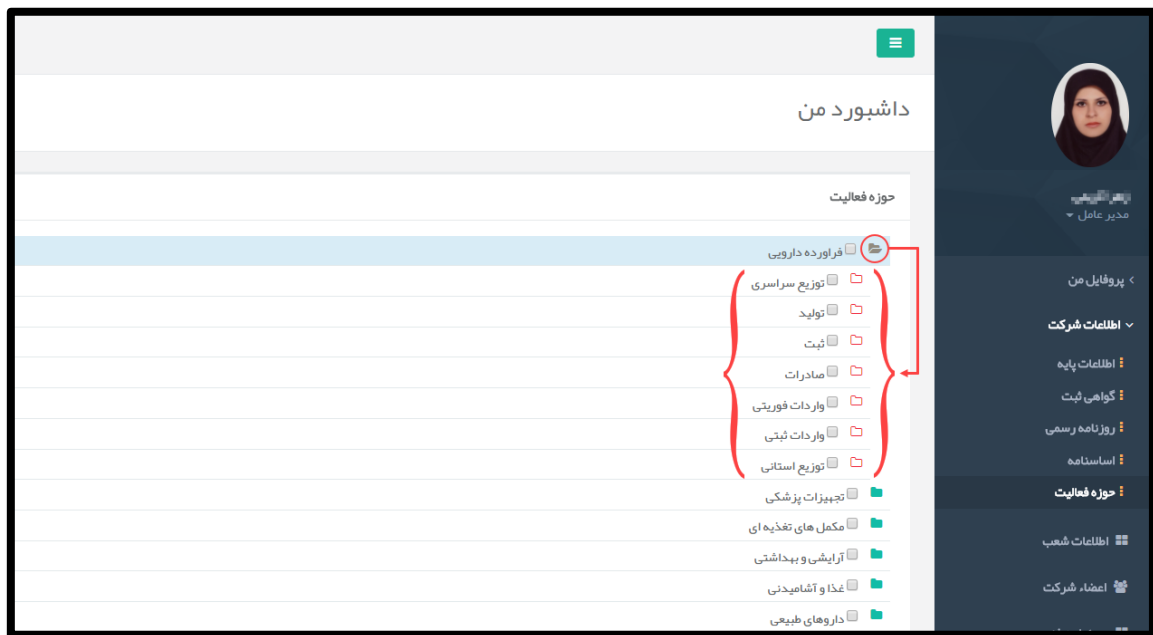 داشبورد من
حوزه فعالیت
فراورده دارویی
توزیع سراسری
تولید
ثبت
صادرات
واردات فوریتی
واردات ثبتی
توزیع استانی
تجهیزات پزشکی
مکمل های تغذیه ای
آرایشی و بهداشتی
غذا و آشامیدنی
داروهای طبیعی
مدیر عامل
پروفایل من
اطلاعات شرکت
اطلاعات پایه
گواهی ثبت
روزنامه رسمی
اساسنامه
حوزه فعالیت
اطلاعات شعب
اعضاء شرکت